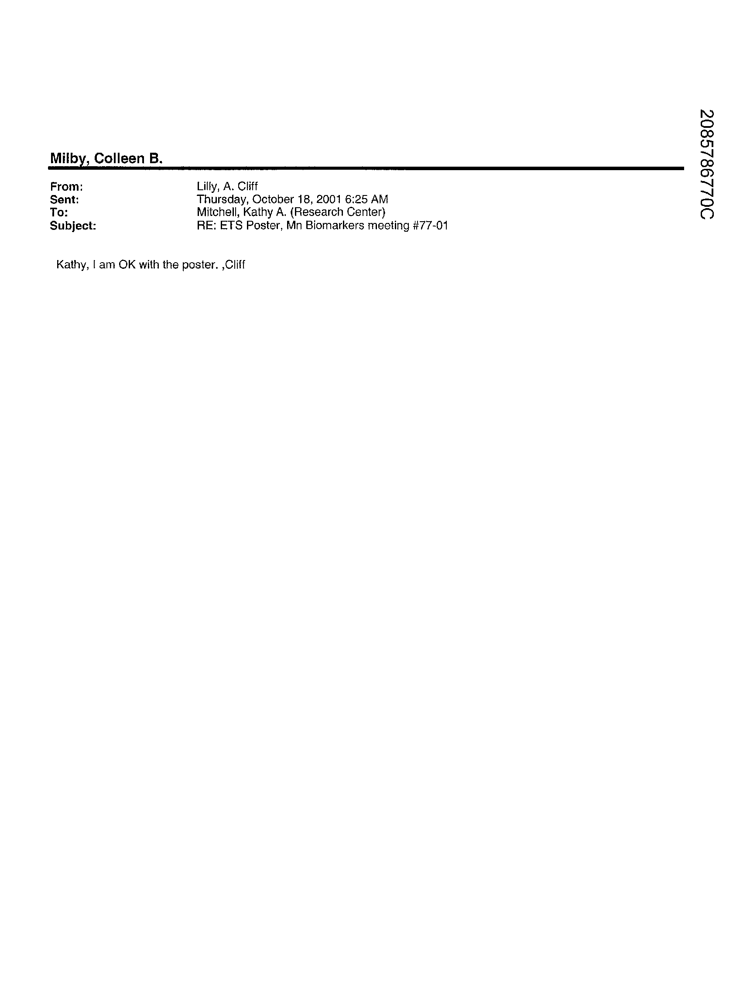 Milby, Colleen B.
From: Lilly, A. Cliff
Sent: Thursday, October 18, 2001 6:25 AM
To: Mitchell, Kathy A. (Research Center)
Subject: RE: ETS Poster, Mn Biomarkers meeting #77-01
Kathy, I am OK with the poster. ,Cliff
2085786770C